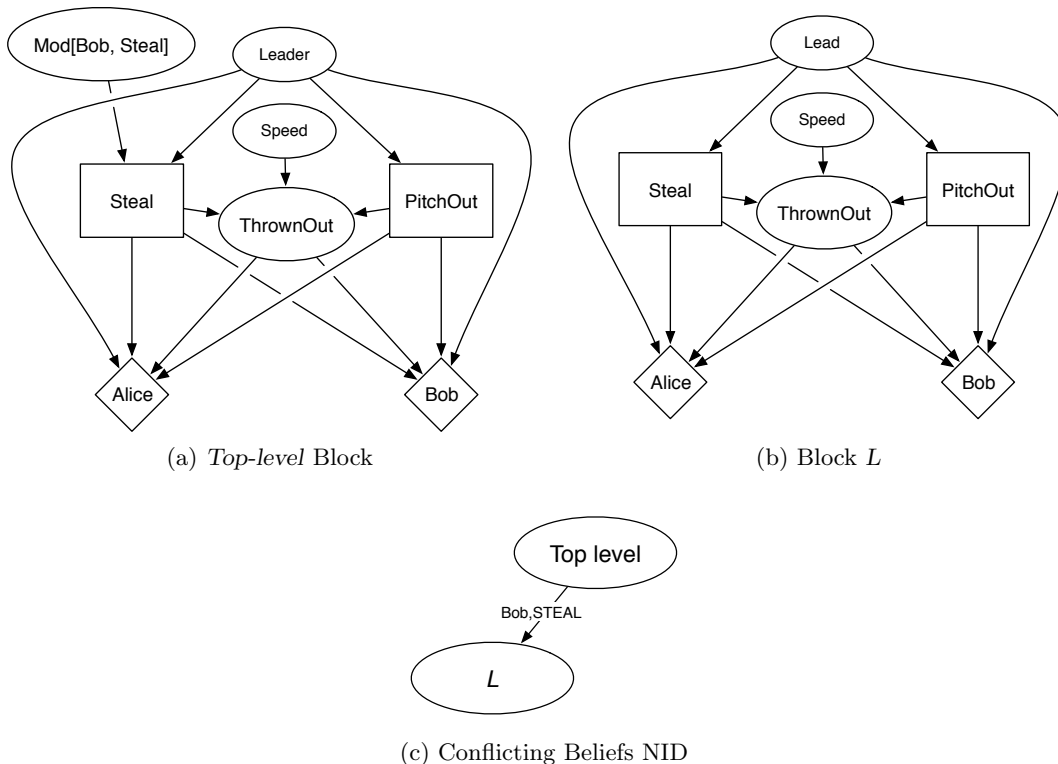 Mod[Bob, Steal]
Leader
Speed
Steal
PitchOut
ThrownOut
Alice
Bob
(a) Top-level Block
Lead
Speed
Steal
PitchOut
ThrownOut
Alice
Bob
(b) Block L
Top level
Bob,STEAL
L
(c) Conflicting Beliefs NID